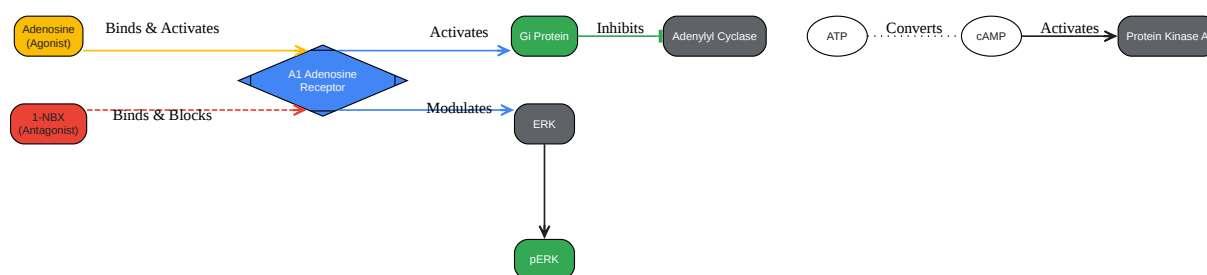 Adenosine
(Agonist)
Binds & Activates
Activates
Gi Protein
Inhibits
Adenylyl Cyclase
ATP
Converts
cAMP
Activates
Protein Kinase A
A1 Adenosine
Receptor
1-NBX
(Antagonist)
Binds & Blocks
Modulates
ERK
pERK